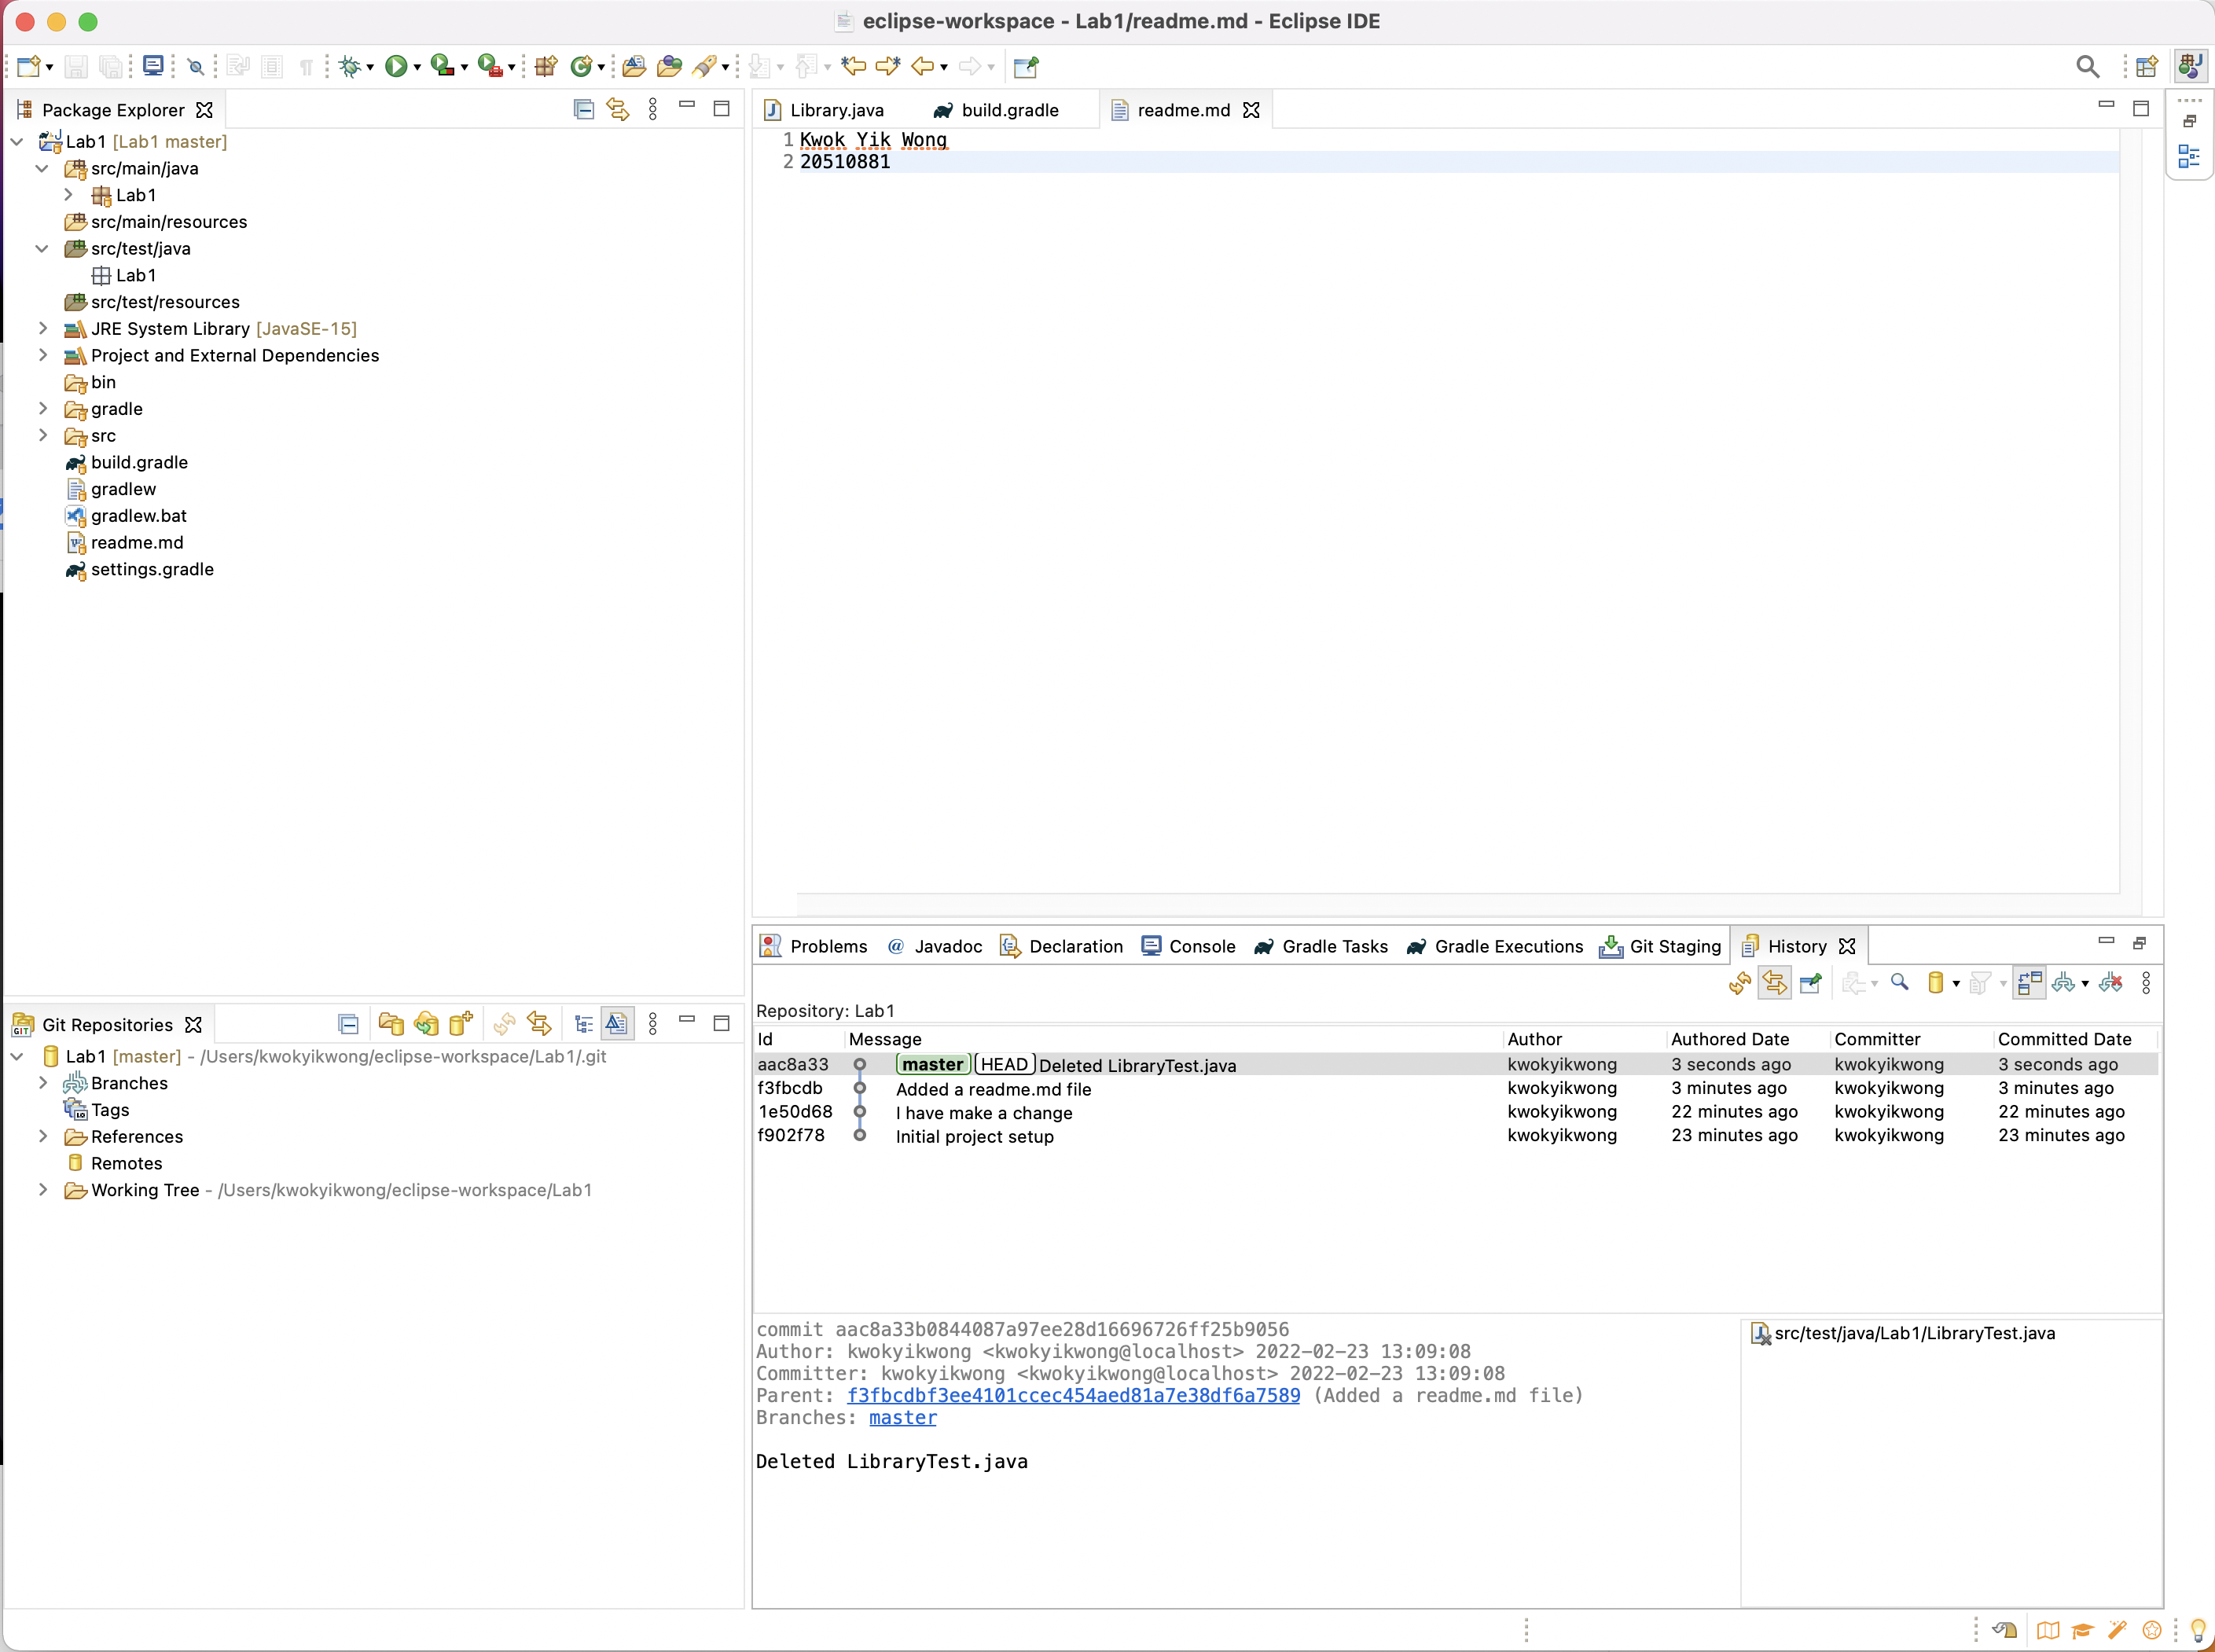 eclipse-workspace - Lab1/readme.md - Eclipse IDE
Package Explorer
Lab1 [Lab1 master]
src/main/java
Lab1
src/main/resources
src/test/java
Lab1
src/test/resources
JRE System Library [JavaSE-15]
Project and External Dependencies
bin
gradle
src
build.gradle
gradlew
gradlew.bat
readme.md
settings.gradle
Library.java
build.gradle
readme.md
1 Kwok Yik Wong
2 20510881
Git Repositories
Lab1 [master] - /Users/kwokyikwong/eclipse-workspace/Lab1/.git
Branches
Tags
References
Remotes
Working Tree - /Users/kwokyikwong/eclipse-workspace/Lab1
Problems @ Javadoc Declaration Console Gradle Tasks Gradle Executions Git Staging History
Repository: Lab1
Id Message Author Authored Date Committer Committed Date
aac8a33 master HEAD Deleted LibraryTest.java kwokyikwong 3 seconds ago kwokyikwong 3 seconds ago
f3fbcdb Added a readme.md file kwokyikwong 3 minutes ago kwokyikwong 3 minutes ago
1e50d68 I have make a change kwokyikwong 22 minutes ago kwokyikwong 22 minutes ago
f902f78 Initial project setup kwokyikwong 23 minutes ago kwokyikwong 23 minutes ago
commit aac8a33b0844087a97ee28d16696726ff25b9056
Author: kwokyikwong <kwokyikwong@localhost> 2022-02-23 13:09:08
Committer: kwokyikwong <kwokyikwong@localhost> 2022-02-23 13:09:08
Parent: f3fbcdbf3ee4101ccec454aed81a7e38df6a7589 (Added a readme.md file)
Branches: master
Deleted LibraryTest.java
src/test/java/Lab1/LibraryTest.java